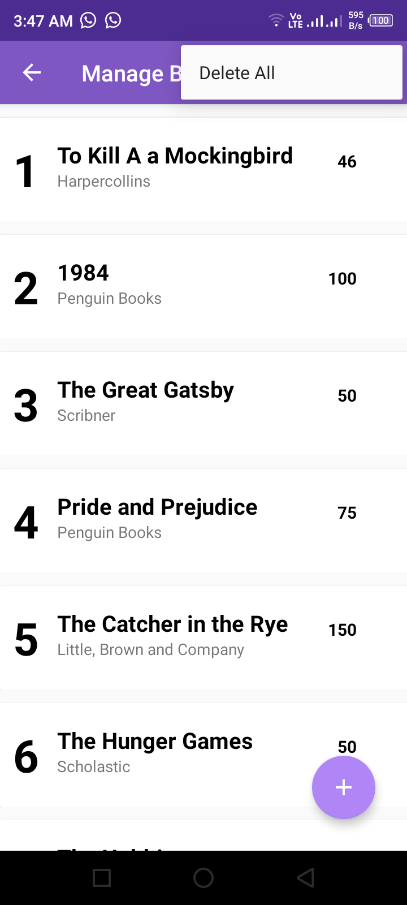 3:47 AM Vo LTE 595 B/s 100
Manage B
Delete All
1 To Kill A a Mockingbird 46
Harpercollins
2 1984 100
Penguin Books
3 The Great Gatsby 50
Scribner
4 Pride and Prejudice 75
Penguin Books
5 The Catcher in the Rye 150
Little, Brown and Company
6 The Hunger Games 50
Scholastic
+